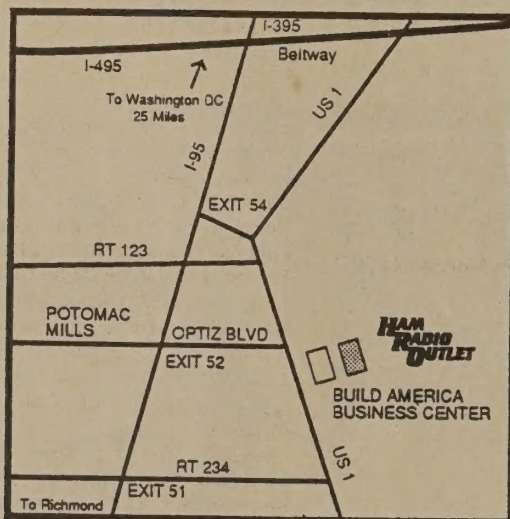 I-395
I-495
Beltway
To Washington DC
25 Miles
US 1
I-95
EXIT 54
RT 123
POTOMAC
MILLS
OPTIZ BLVD
EXIT 52
HAM
RADIO
OUTLET
BUILD AMERICA
BUSINESS CENTER
RT 234
US 1
EXIT 51
To Richmond